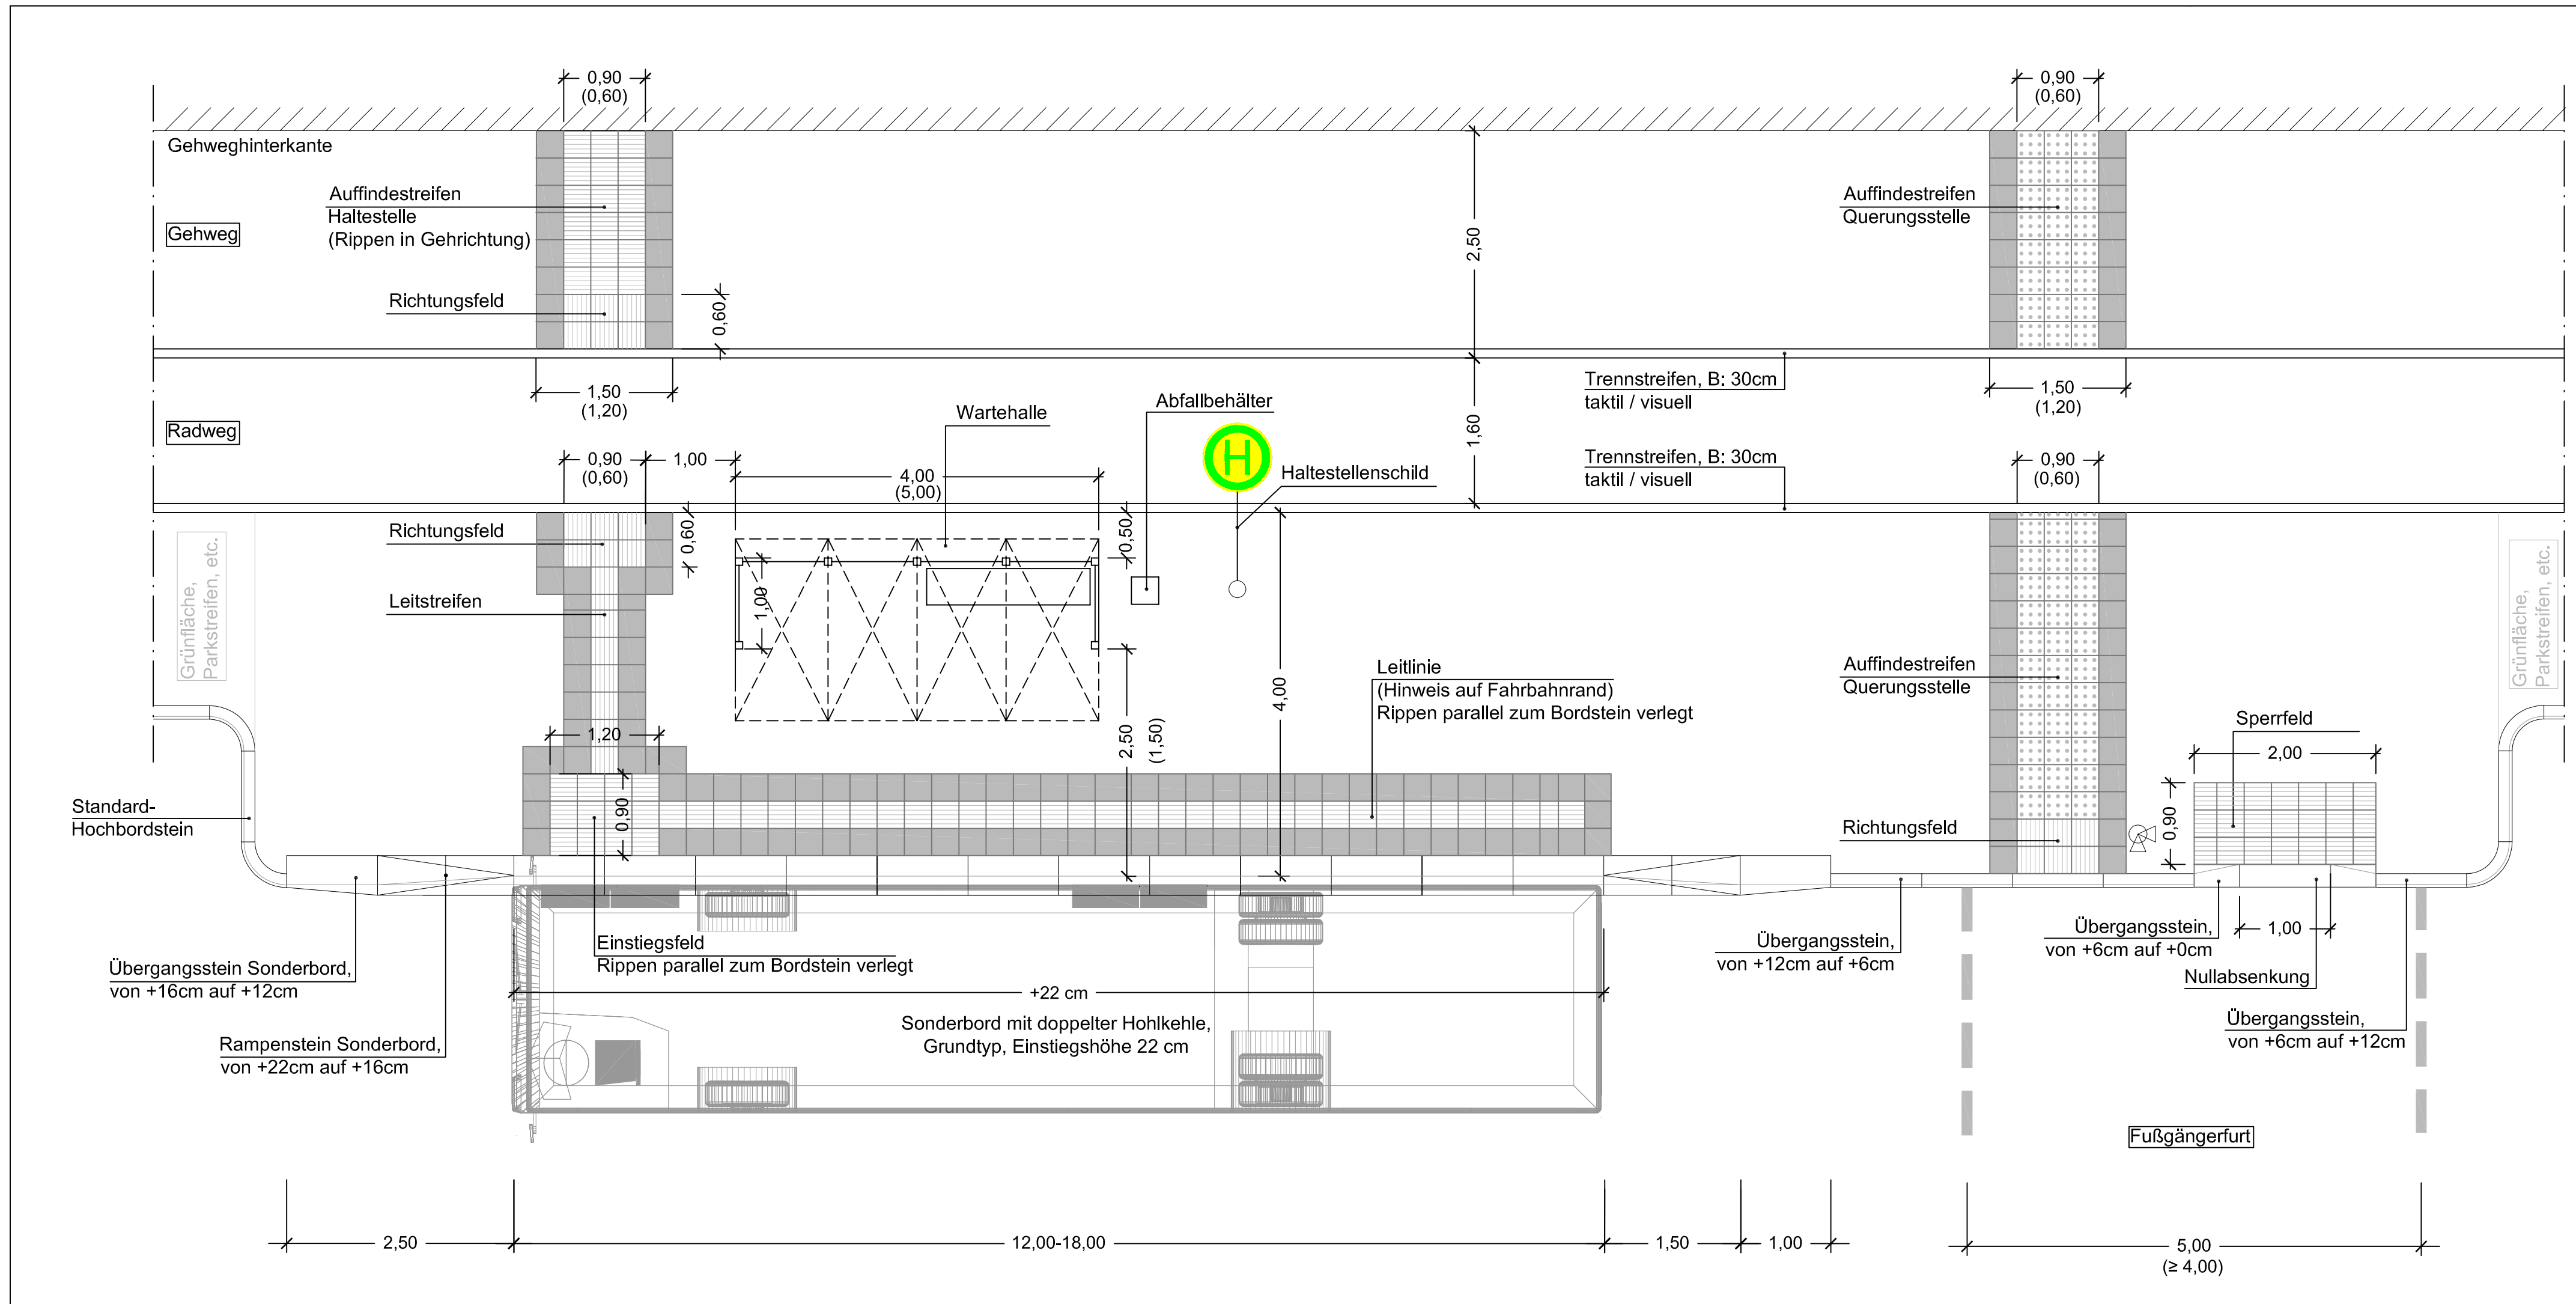 0,90
(0,60)
0,90
(0,60)
Gehweghinterkante
Auffindestreifen
Haltestelle
(Rippen in Gehrichtung)
Gehweg
Auffindestreifen
Querungsstelle
2,50
Richtungsfeld
0,60
1,50
(1,20)
Trennstreifen, B: 30cm
taktil / visuell
1,50
(1,20)
Radweg
Wartehalle
Abfallbehälter
1,60
H
Haltestellenschild
0,90
(0,60)
1,00
4,00
(5,00)
Trennstreifen, B: 30cm
taktil / visuell
0,90
(0,60)
Richtungsfeld
0,60
0,50
Grünfläche,
Parkstreifen, etc.
Grünfläche,
Parkstreifen, etc.
Leitstreifen
1,00
4,00
Leitlinie
(Hinweis auf Fahrbahnrand)
Rippen parallel zum Bordstein verlegt
Auffindestreifen
Querungsstelle
1,20
2,50
(1,50)
Sperrfeld
2,00
Standard-
Hochbordstein
0,90
Richtungsfeld
0,90
Einstiegsfeld
Rippen parallel zum Bordstein verlegt
Übergangsstein Sonderbord,
von +16cm auf +12cm
Übergangsstein,
von +12cm auf +6cm
Übergangsstein,
von +6cm auf +0cm
1,00
Nullabsenkung
+22 cm
Sonderbord mit doppelter Hohlkehle,
Grundtyp, Einstiegshöhe 22 cm
Rampenstein Sonderbord,
von +22cm auf +16cm
Übergangsstein,
von +6cm auf +12cm
Fußgängerfurt
2,50
12,00-18,00
1,50
1,00
5,00
(≥ 4,00)